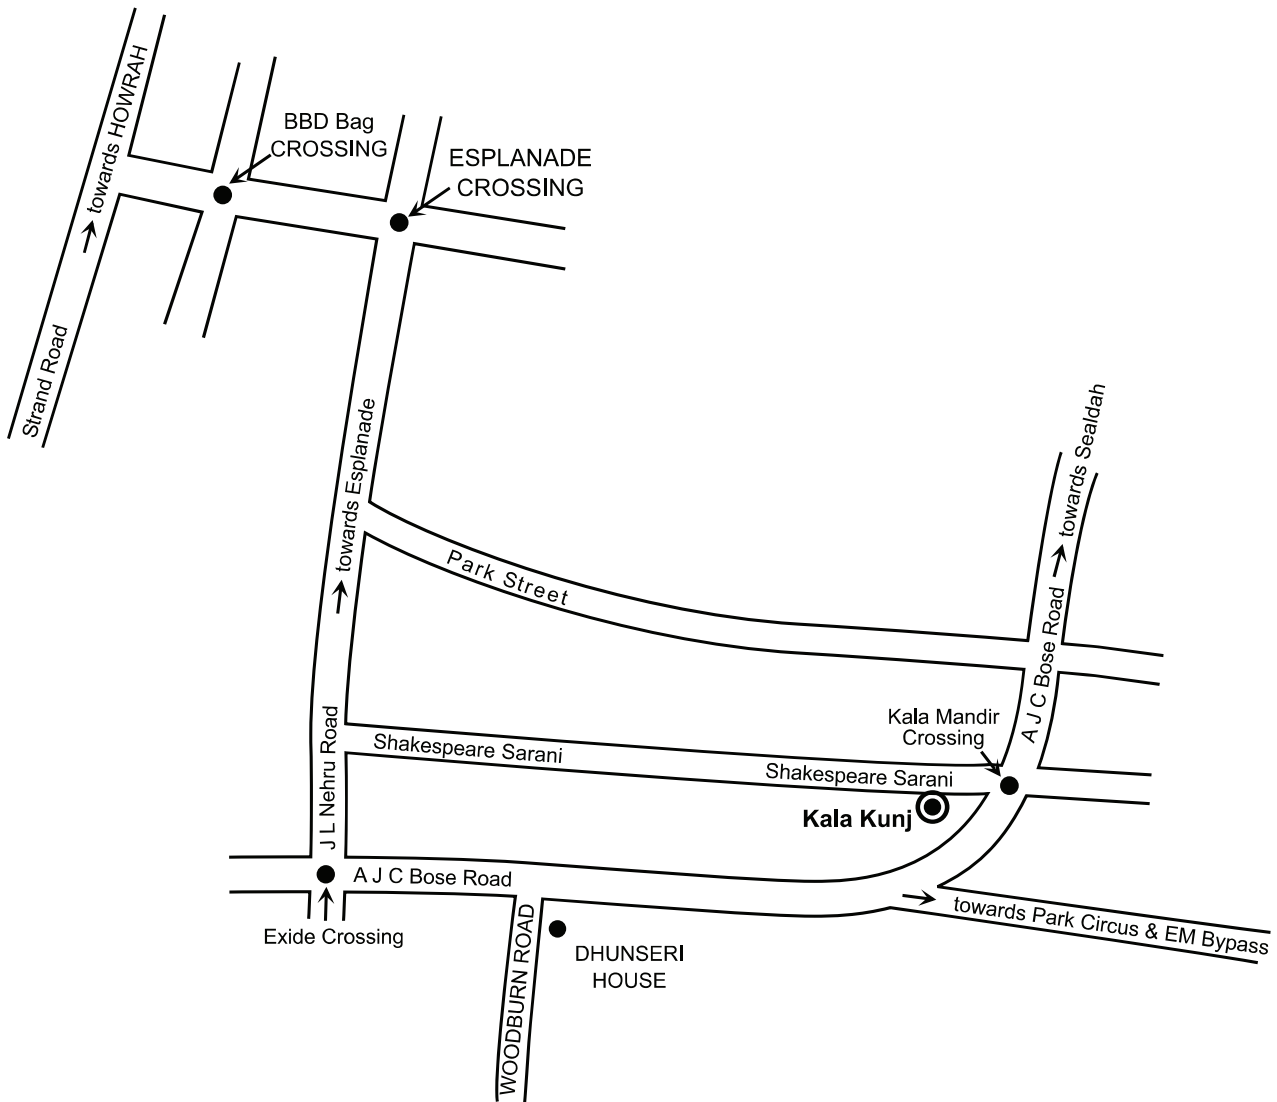 towards HOWRAH
Strand Road
BBD Bag
CROSSING
ESPLANADE
CROSSING
towards Esplanade
J L Nehru Road
Park Street
towards Sealdah
A J C Bose Road
Kala Mandir
Crossing
Shakespeare Sarani
Shakespeare Sarani
Kala Kunj
A J C Bose Road
Exide Crossing
WOODBURN ROAD
DHUNSERI
HOUSE
towards Park Circus & EM Bypass